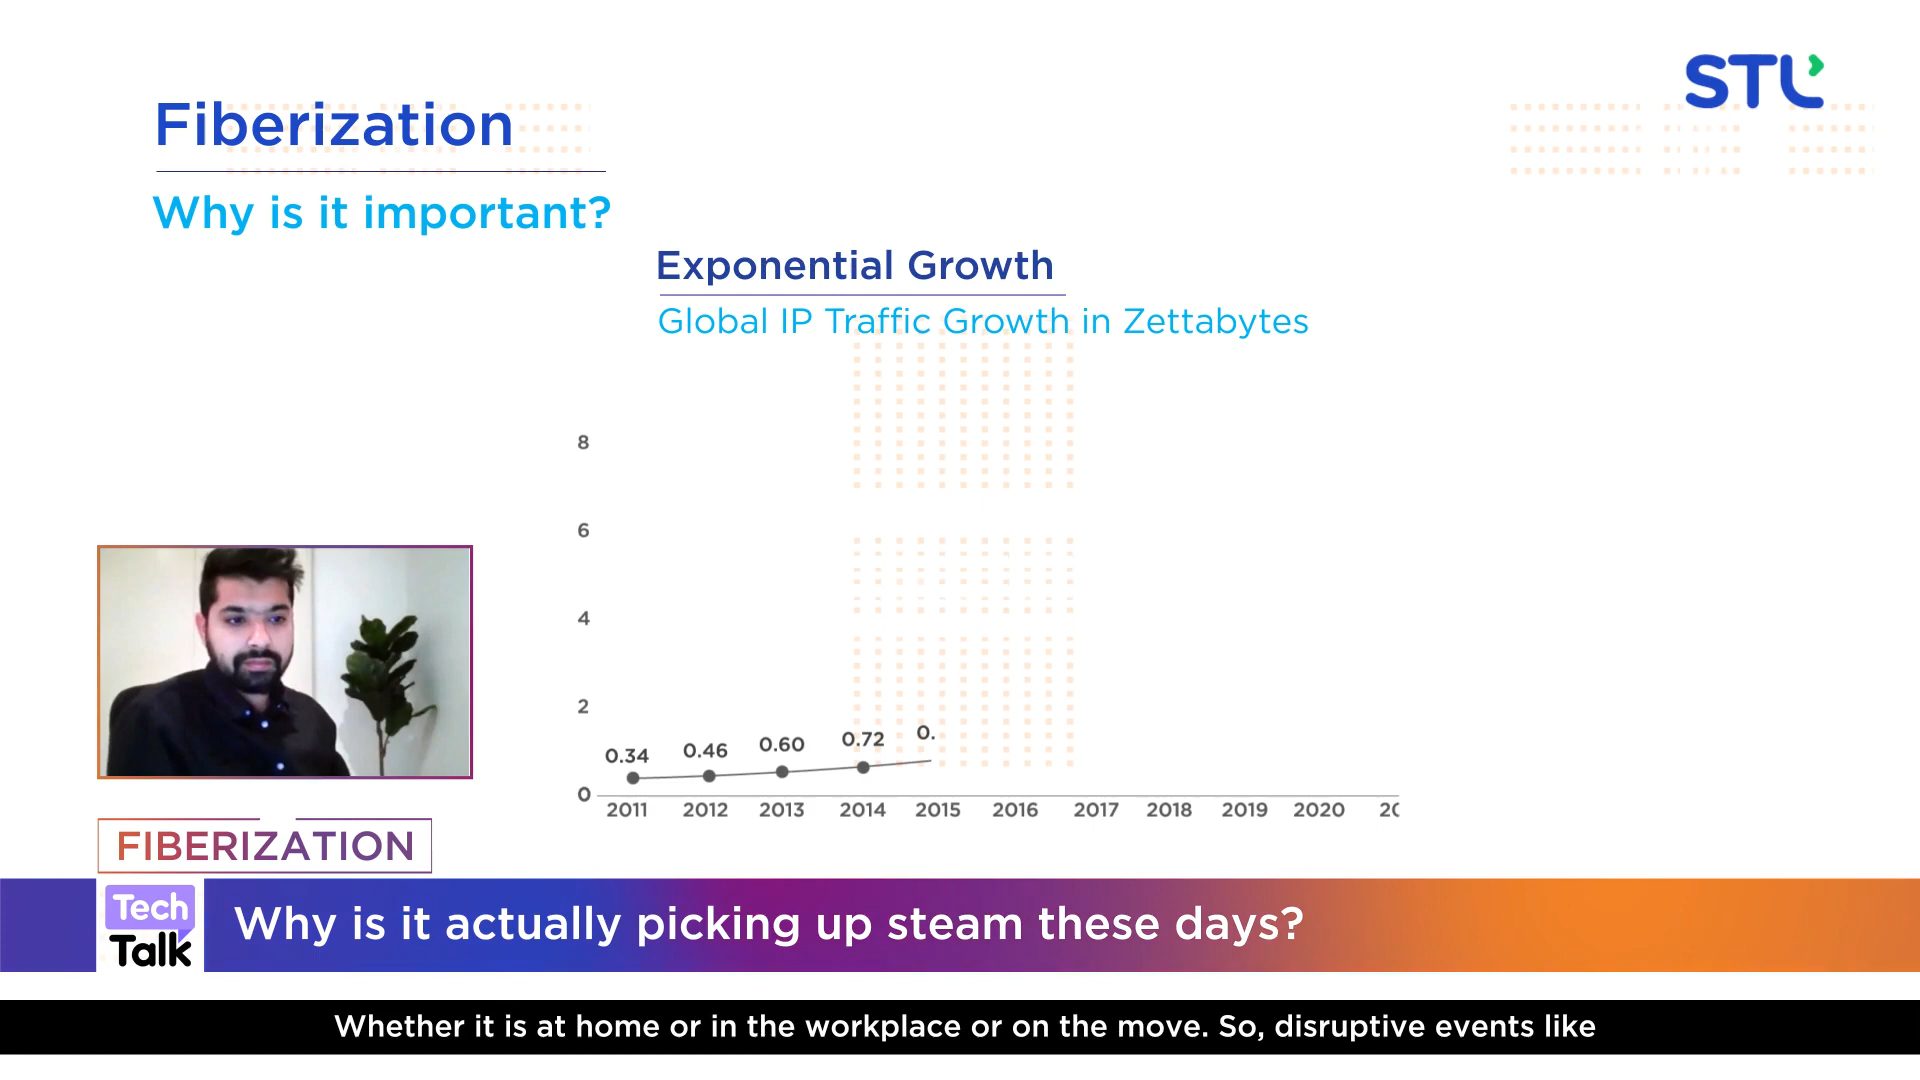 STL
Fiberization
Why is it important?
Exponential Growth
Global IP Traffic Growth in Zettabytes
8
6
4
2
0
0.34 0.46 0.60 0.72 0.
2011 2012 2013 2014 2015 2016 2017 2018 2019 2020 20
FIBERIZATION
Tech
Talk
Why is it actually picking up steam these days?
Whether it is at home or in the workplace or on the move. So, disruptive events like